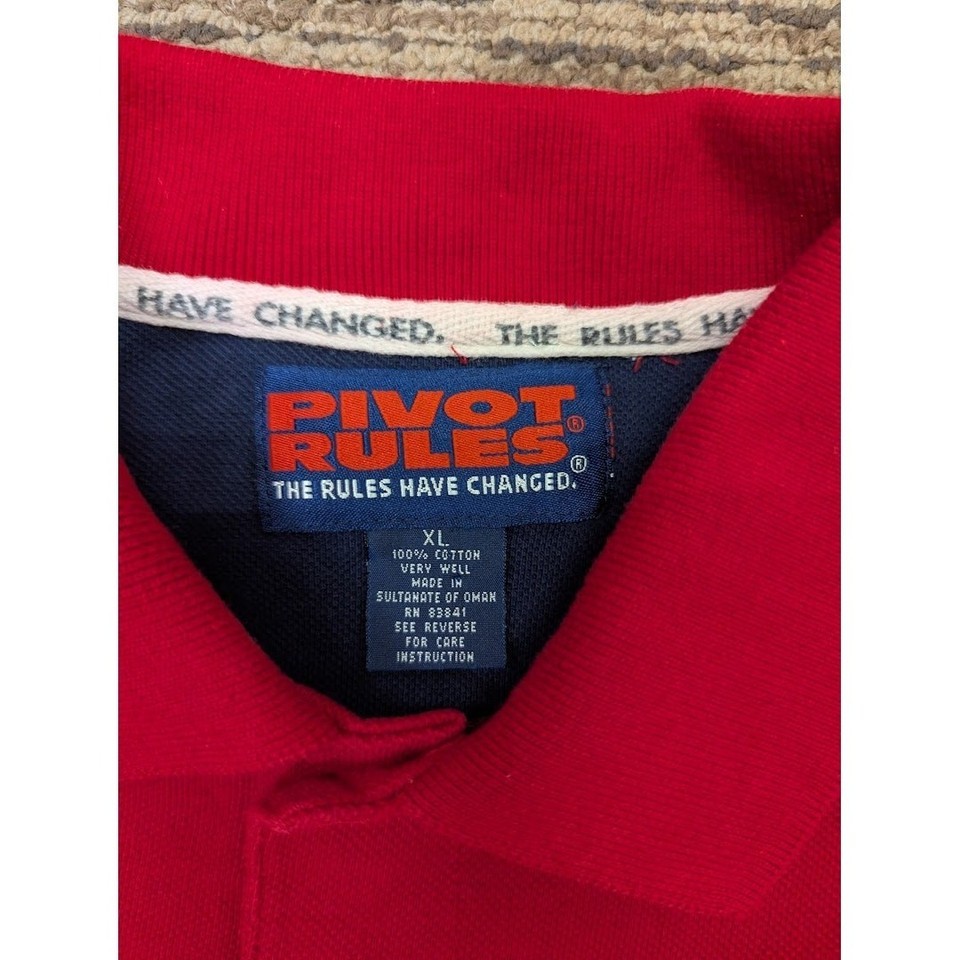 HAVE CHANGED. THE RULES HA
PIVOT
RULES®
THE RULES HAVE CHANGED.®
XL
100% COTTON
VERY WELL
MADE IN
SULTANATE OF OMAN
RN 83841
SEE REVERSE
FOR CARE
INSTRUCTION